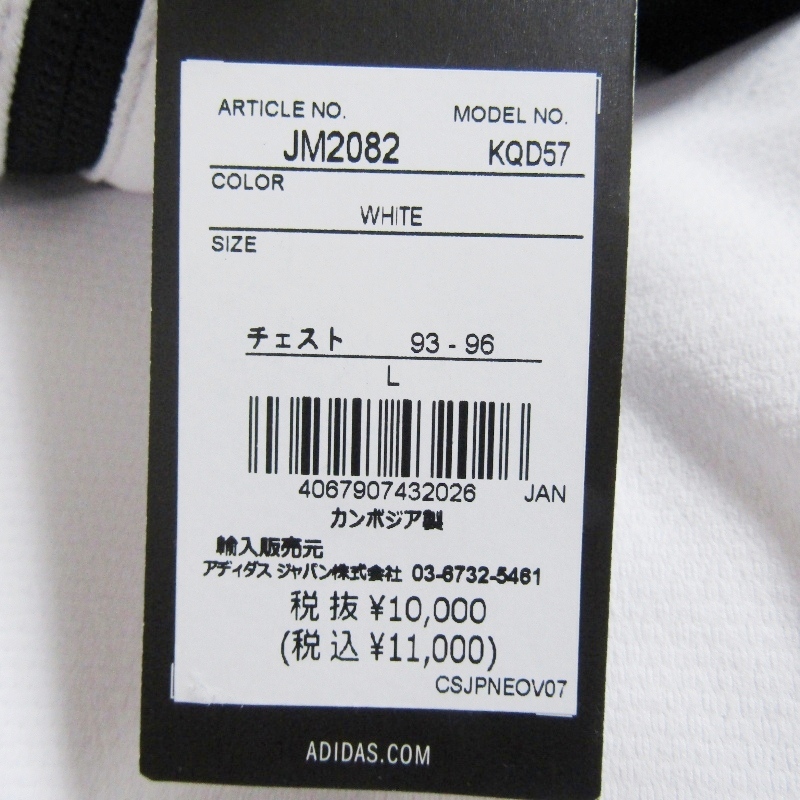 ARTICLE NO. MODEL NO.
JM2082 KQD57
COLOR
WHITE
SIZE
チェスト 93 - 96
L
4067907432026 JAN
カンボジア製
輸入販売元
アディダス ジャパン株式会社 03-6732-5461
税抜 ¥10,000
(税込 ¥11,000)
CSJPNEOV07
ADIDAS.COM